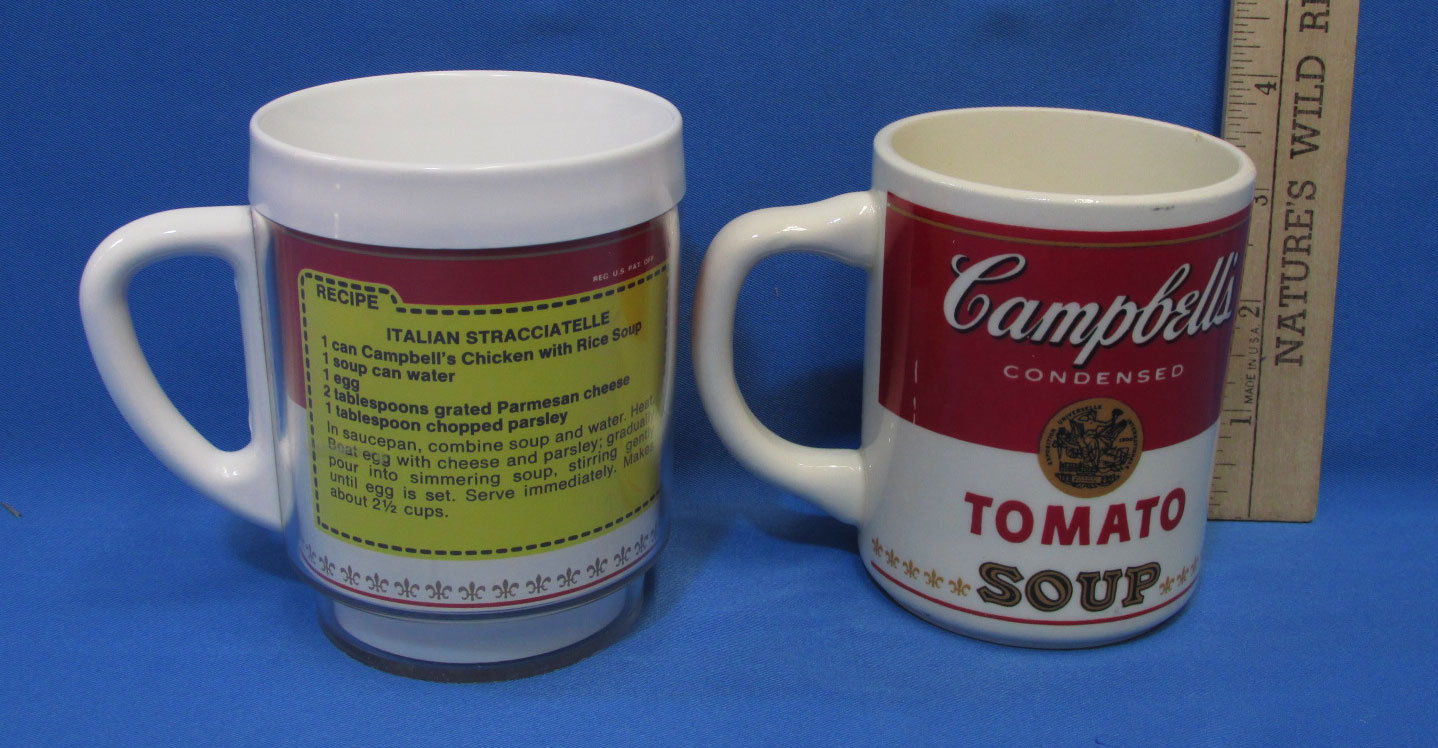 REG. U.S. PAT. OFF.
RECIPE
ITALIAN STRACCIATELLE
1 can Campbell's Chicken with Rice Soup
1 soup can water
1 egg
2 tablespoons grated Parmesan cheese
1 tablespoon chopped parsley
In saucepan, combine soup and water. Heat.
Beat egg with cheese and parsley; gradually
pour into simmering soup, stirring gently
until egg is set. Serve immediately. Makes
about 2½ cups.
Campbell's
CONDENSED
EXPOSITION UNIVERSELLE
1900
TOMATO
SOUP
1 2 3 4
MADE IN U.S.A.
NATURE'S WILD